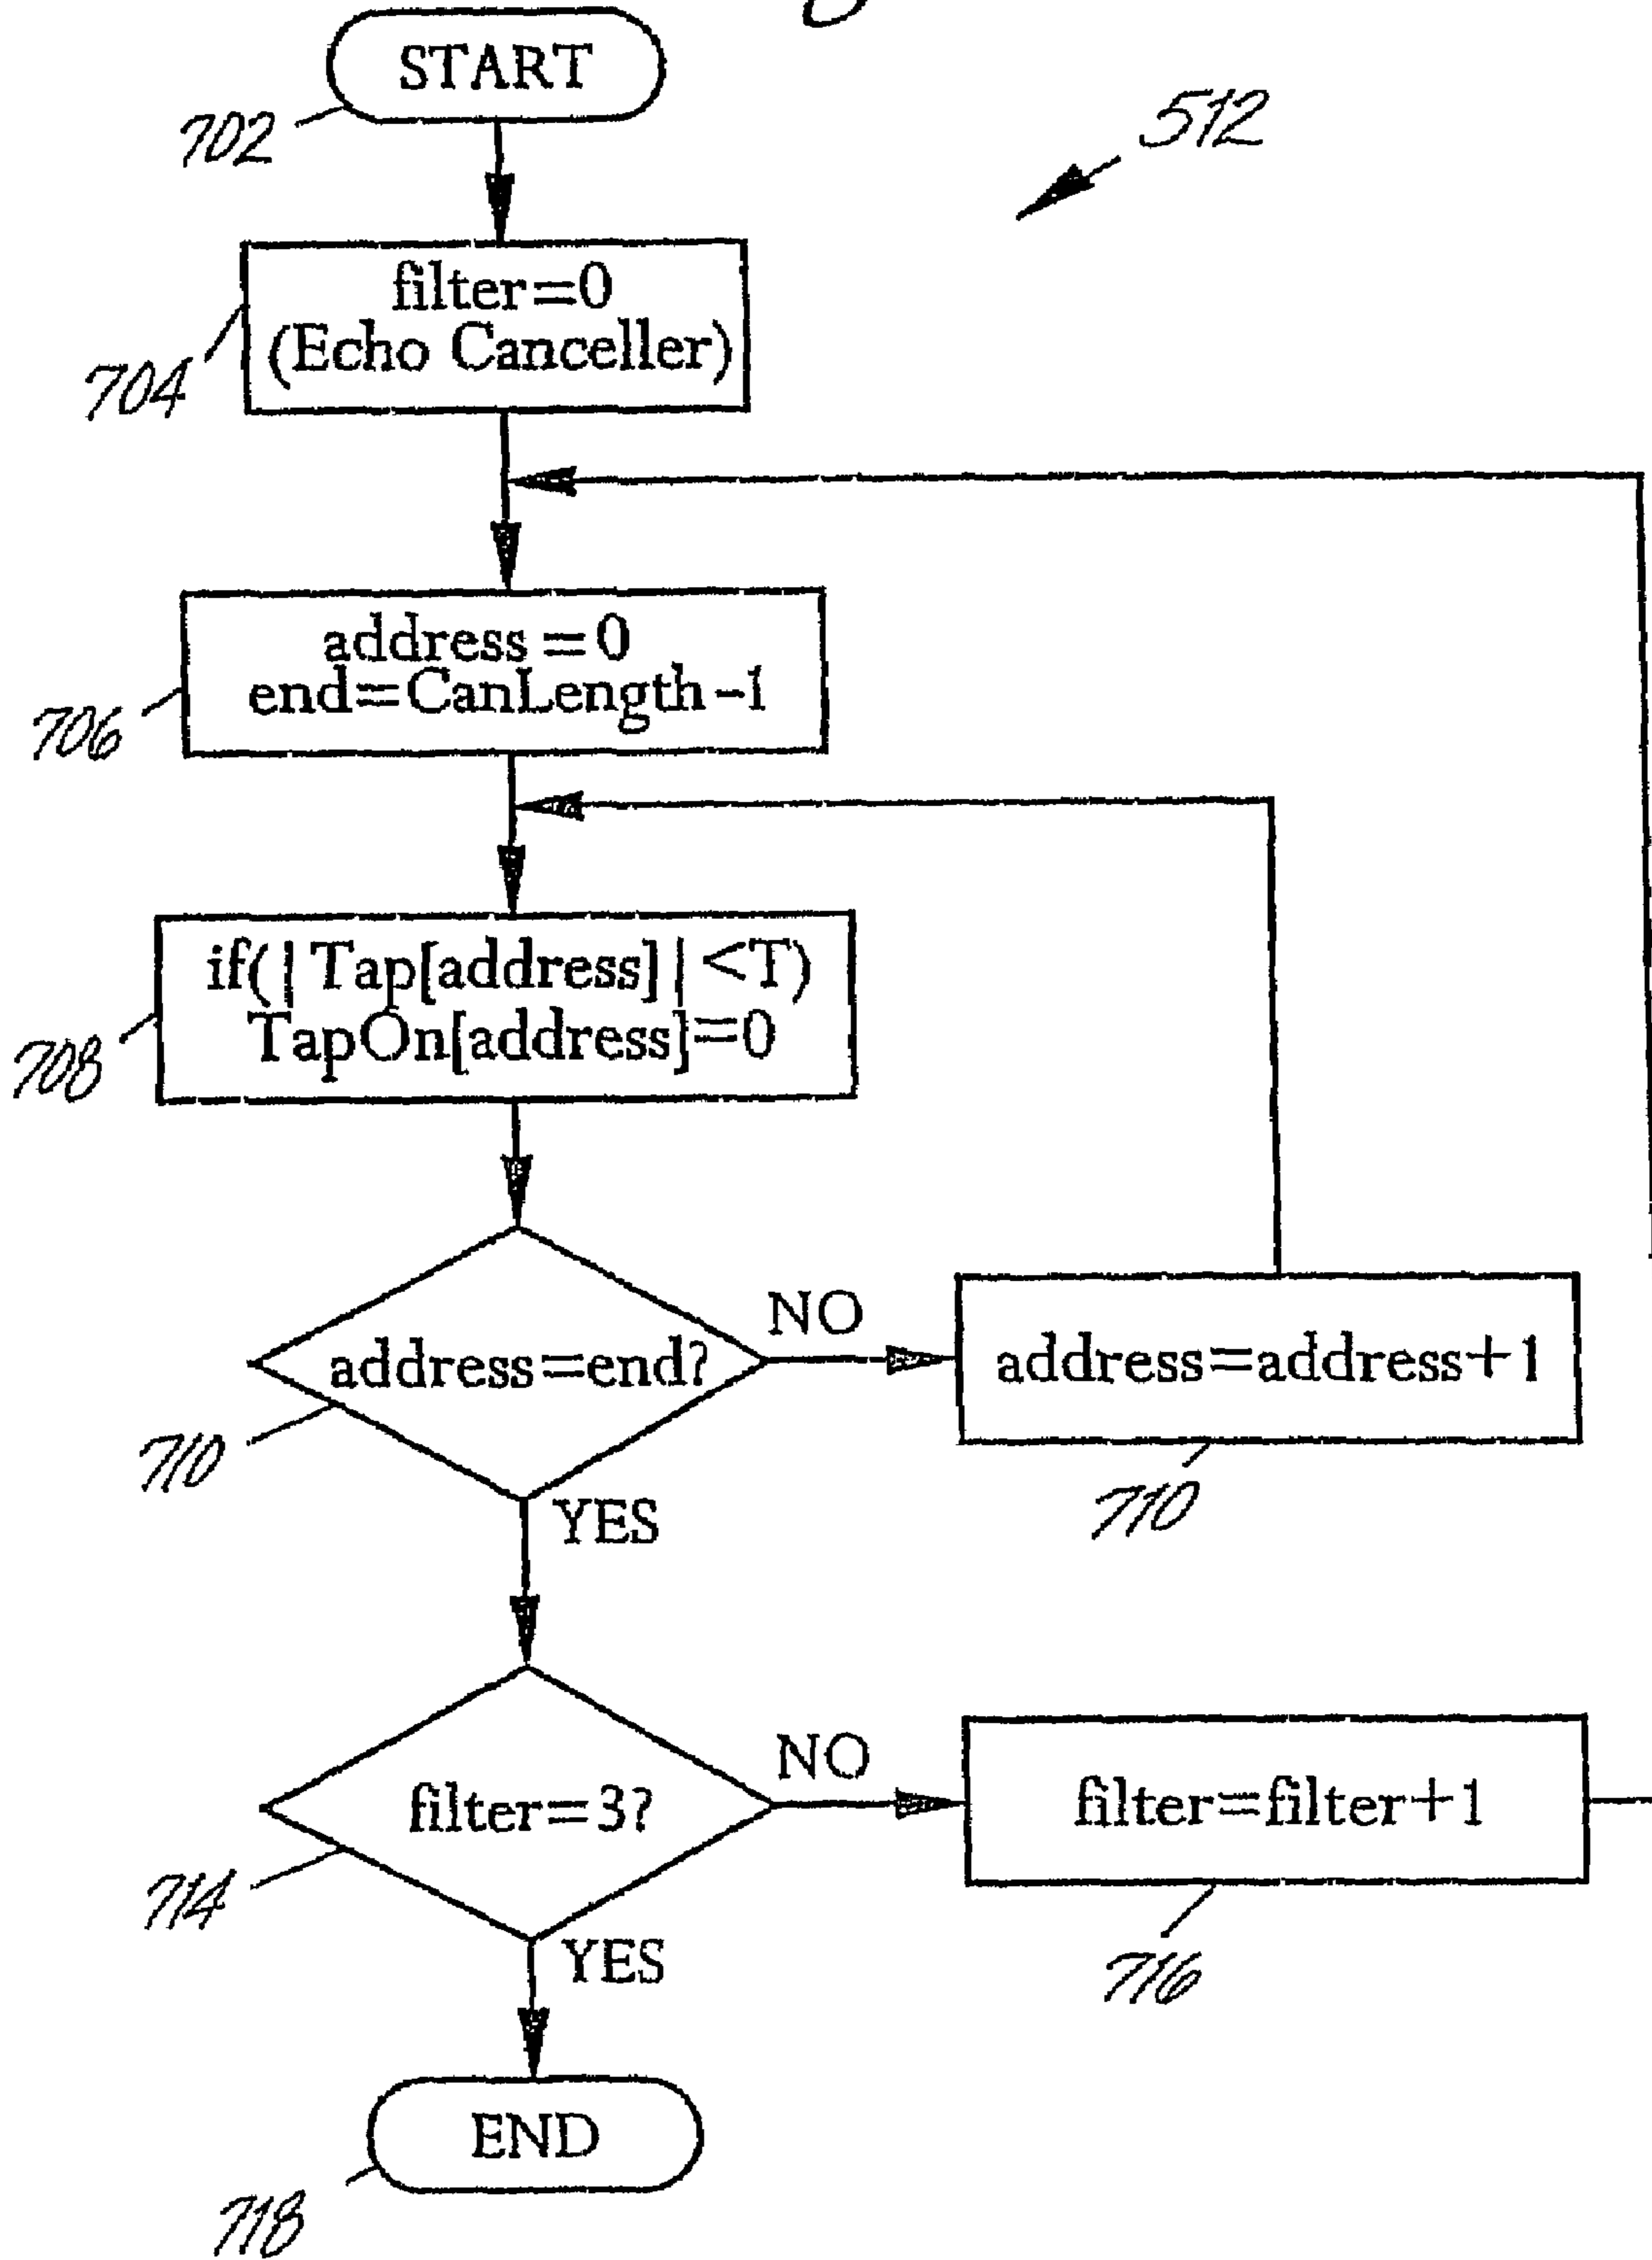 START
702
512
filter=0
(Echo Canceller)
704
address=0
end=CanLength-1
706
if(|Tap[address]|<T)
TapOn[address]=0
708
address=end?
NO
address=address+1
710
710
YES
filter=3?
NO
filter=filter+1
714
716
YES
END
718